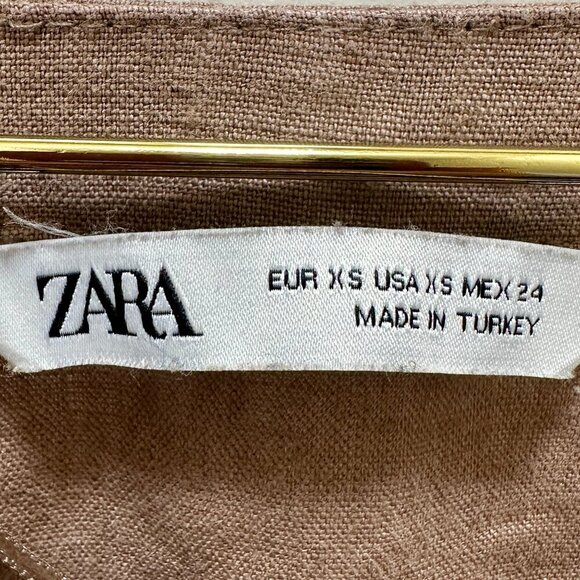 ZARA
EUR XS USA XS MEX 24
MADE IN TURKEY